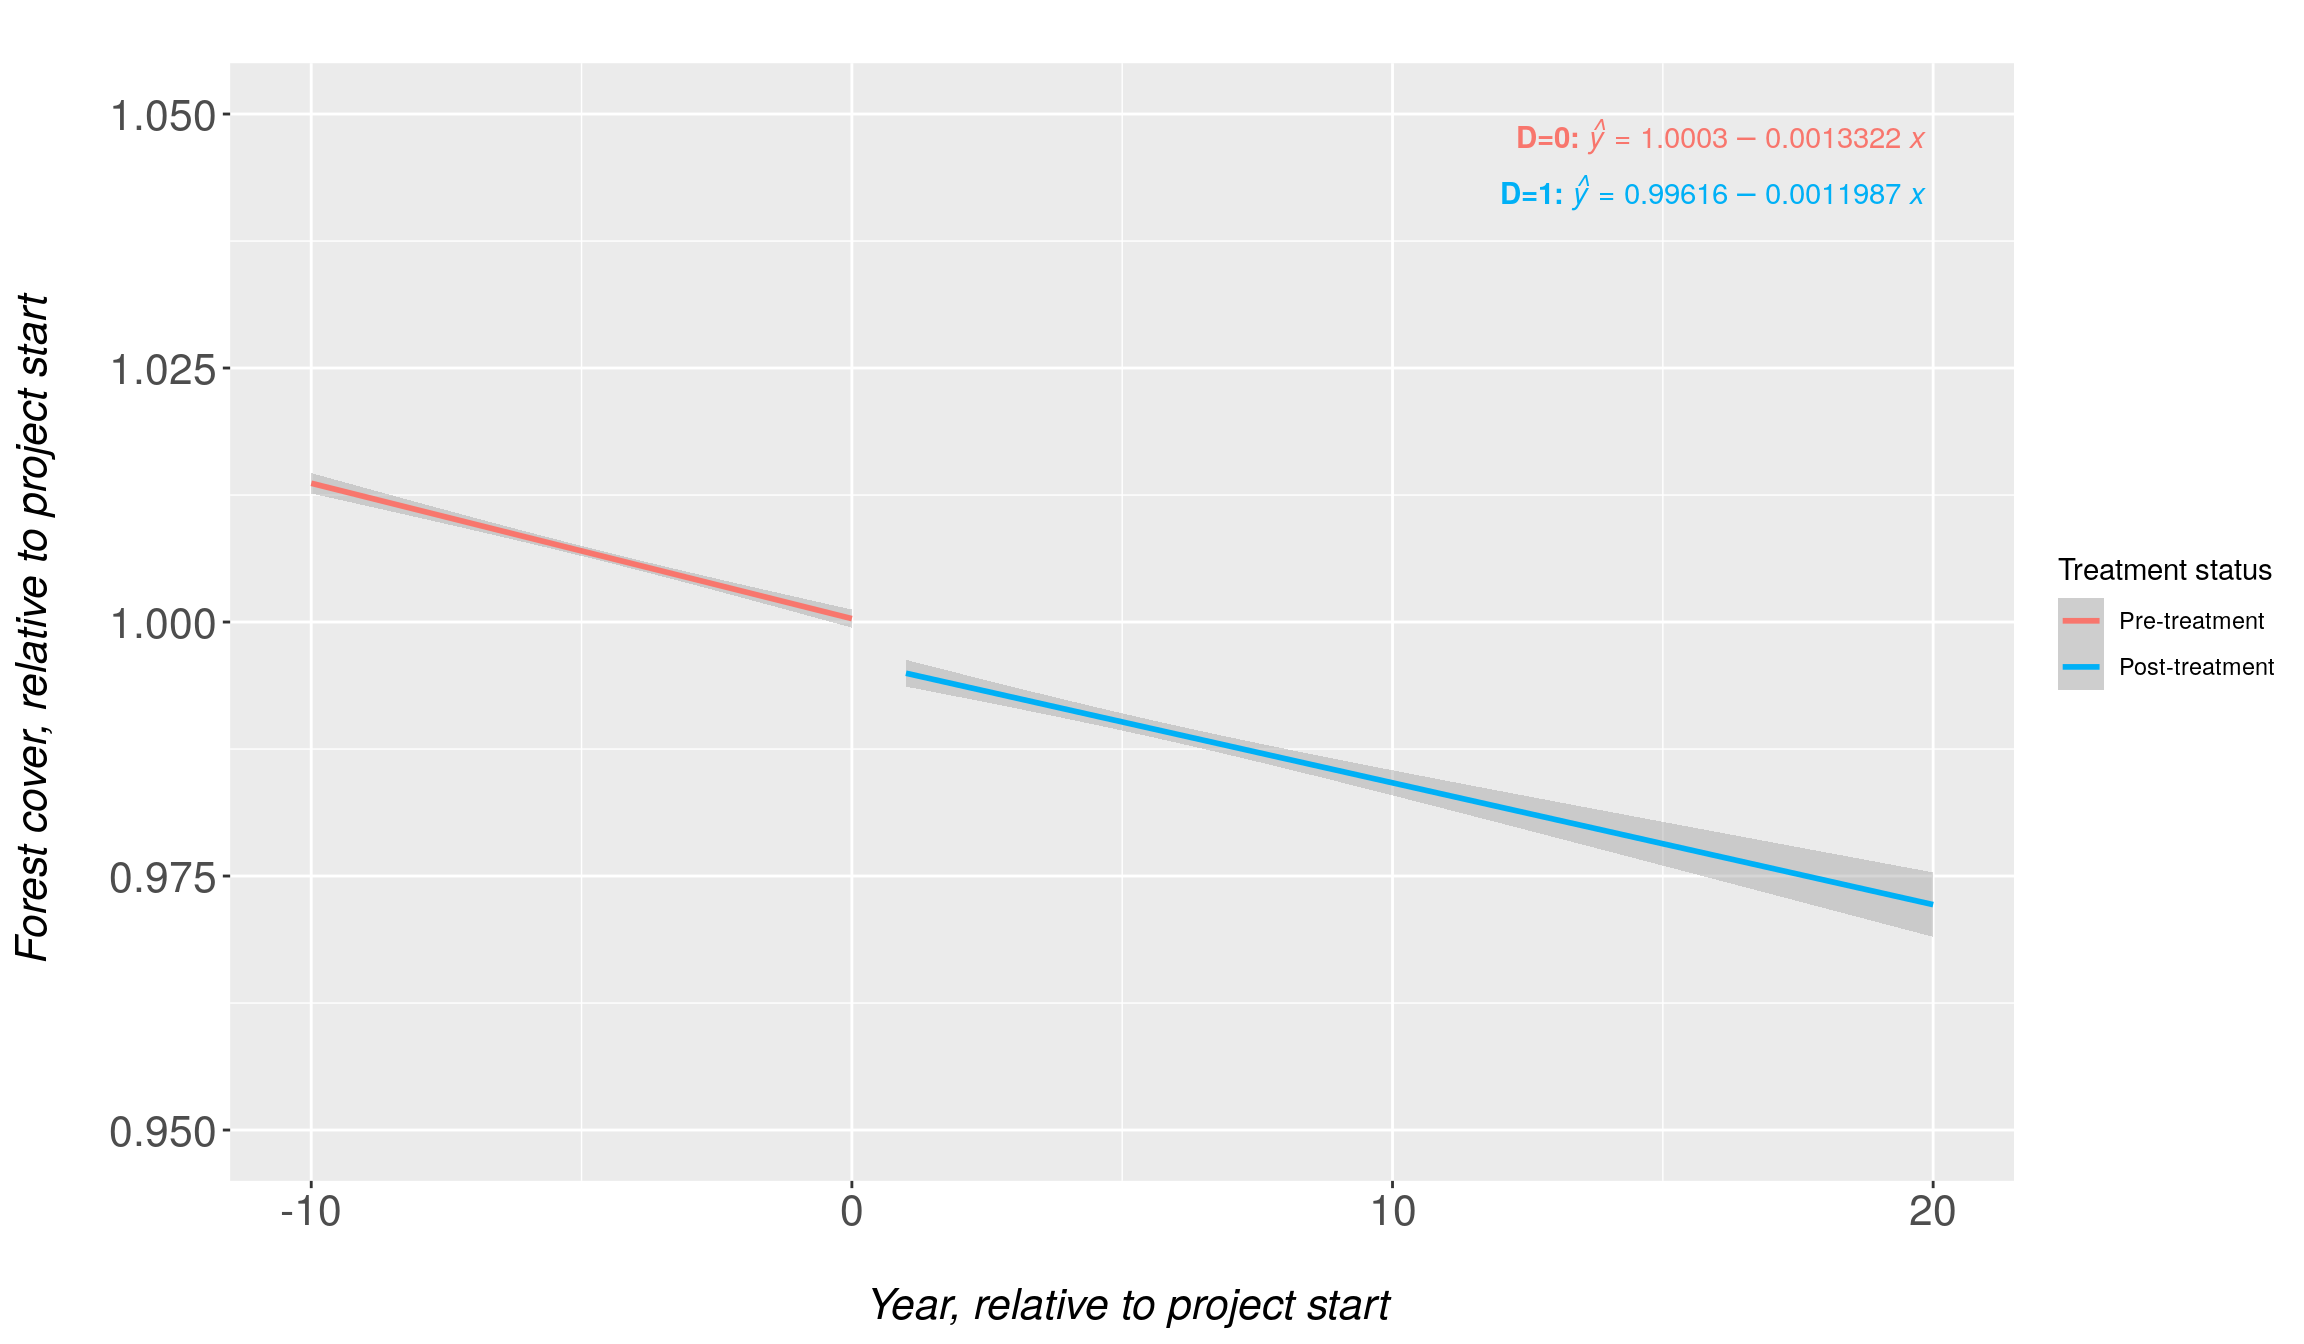 D=0: ŷ = 1.0003 − 0.0013322 x
D=1: ŷ = 0.99616 − 0.0011987 x
1.050
1.025
1.000
0.975
0.950
Forest cover, relative to project start
-10
0
10
20
Year, relative to project start
Treatment status
Pre-treatment
Post-treatment